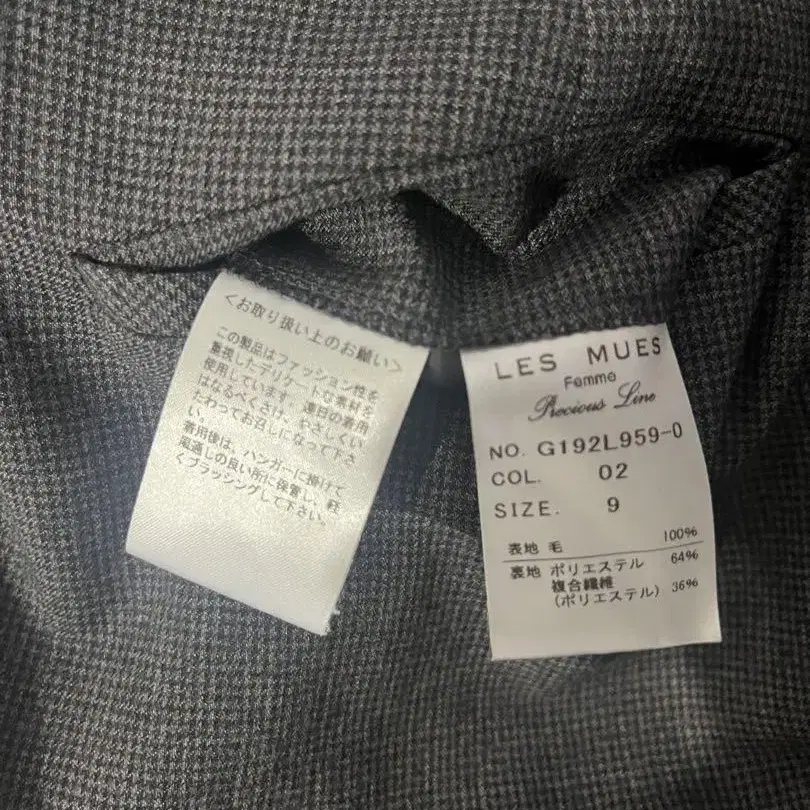 <お取り扱い上のお願い>
この製品はファッション性を
重視したデリケートな素材を
使用しています。連日の着用
はなるべくさけ、やさしくい
たわってお召しになって下さ
い。
着用後は、ハンガーに掛けて
風通しの良い所に保管し、軽
くブラッシングして下さい。
LES MUES
Femme
Precious Line
NO. G192L959-0
COL. 02
SIZE. 9
表地 毛 100%
裏地 ポリエステル 64%
複合繊維
(ポリエステル) 36%